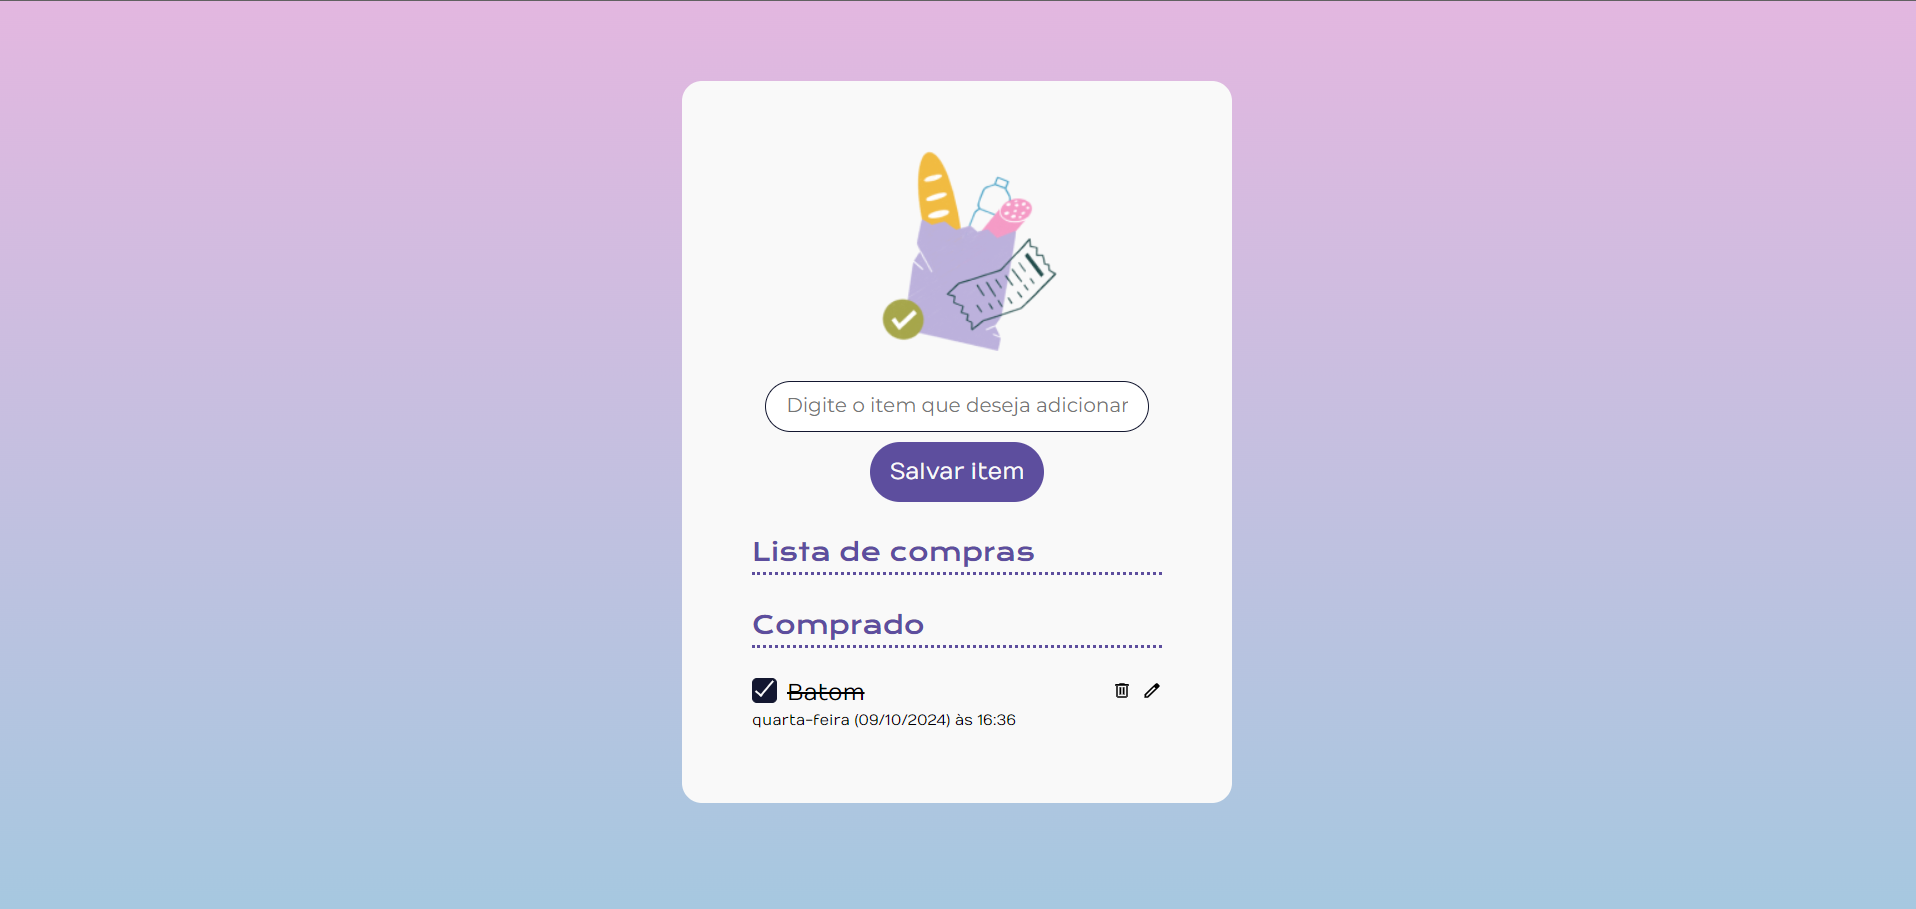 Digite o item que deseja adicionar
Salvar item
Lista de compras
Comprado
Batom
quarta-feira (09/10/2024) às 16:36